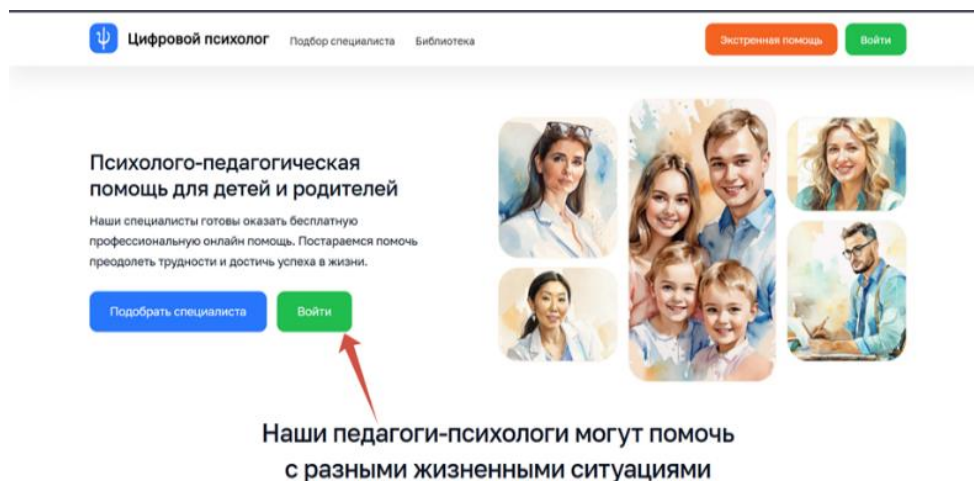 Цифровой психолог Подбор специалиста Библиотека Экстренная помощь Войти
Психолого-педагогическая
помощь для детей и родителей
Наши специалисты готовы оказать бесплатную
профессиональную онлайн помощь. Постараемся помочь
преодолеть трудности и достичь успеха в жизни.
Подобрать специалиста Войти
Наши педагоги-психологи могут помочь
с разными жизненными ситуациями